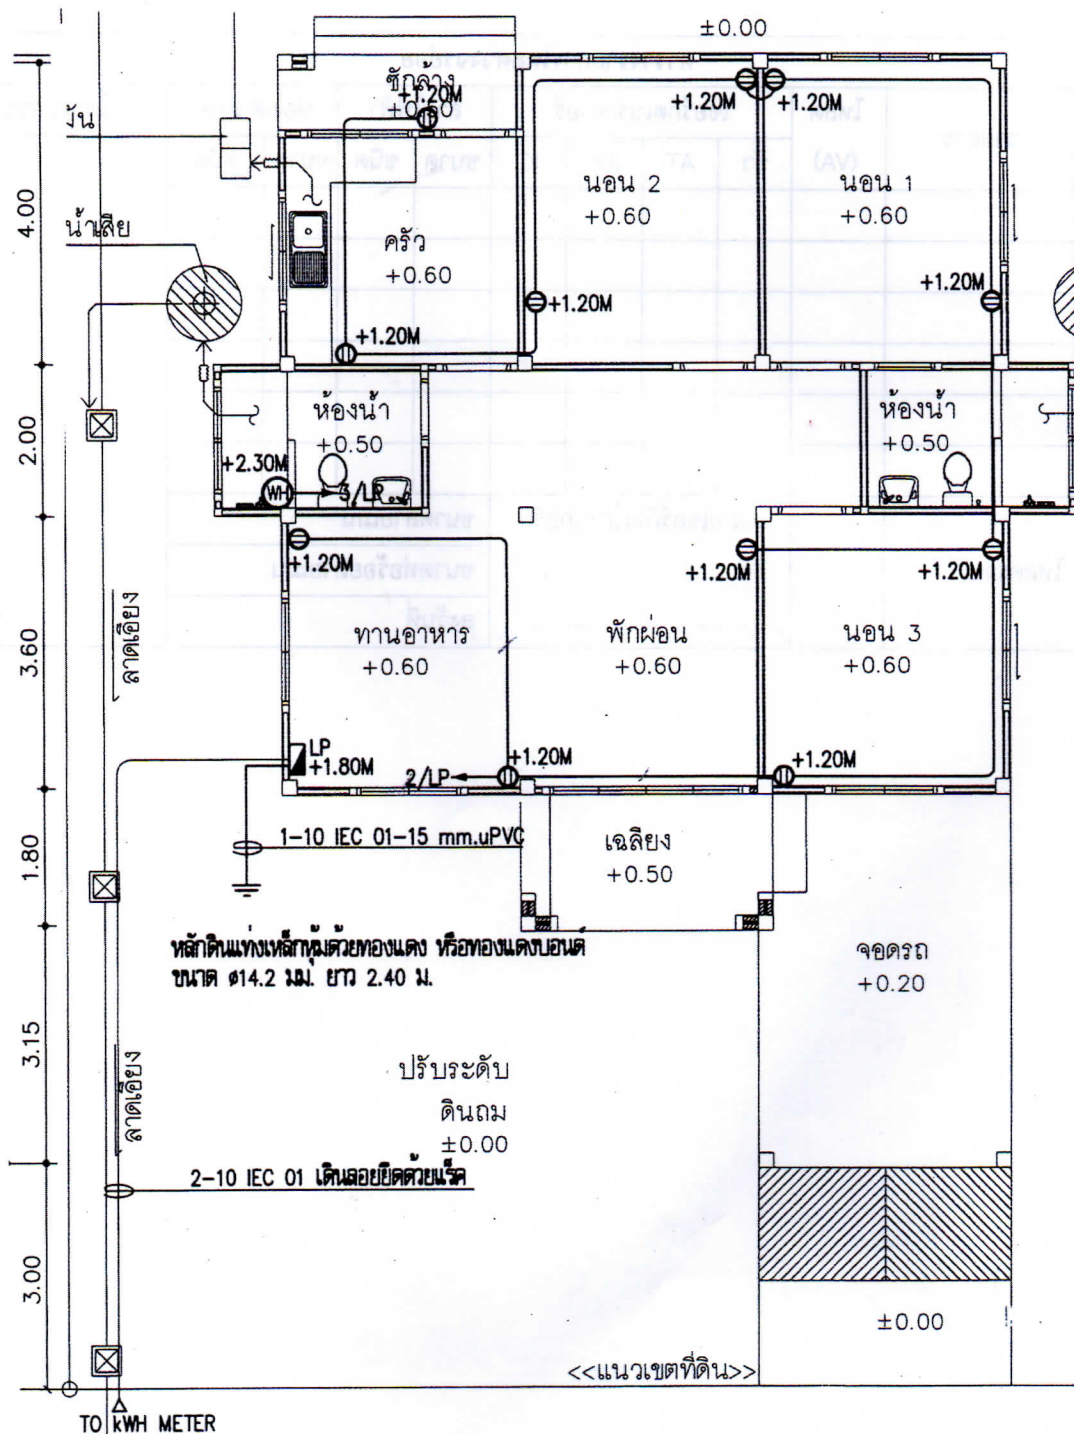 ±0.00
ซักล้าง
+1.20M
+0.50
+1.20M
+1.20M
น้ำเสีย
4.00
ครัว
+0.60
นอน 2
+0.60
นอน 1
+0.60
+1.20M
+1.20M
+1.20M
2.00
ห้องน้ำ
+0.50
+2.30M
WH
3/LP
ห้องน้ำ
+0.50
+1.20M
+1.20M
+1.20M
3.60
ลาดเอียง
ทานอาหาร
+0.60
พักผ่อน
+0.60
นอน 3
+0.60
LP
+1.80M
2/LP
+1.20M
+1.20M
1.80
1-10 IEC 01-15 mm.uPVC
เฉลียง
+0.50
หลักดินแท่งเหล็กหุ้มด้วยทองแดง หรือทองแดงบอนด์
ขนาด ø14.2 มม. ยาว 2.40 ม.
จอดรถ
+0.20
3.15
ลาดเอียง
ปรับระดับ
ดินถม
±0.00
2-10 IEC 01 เดินลอยยึดด้วยแร็ค
3.00
±0.00
<<แนวเขตที่ดิน>>
TO kWH METER